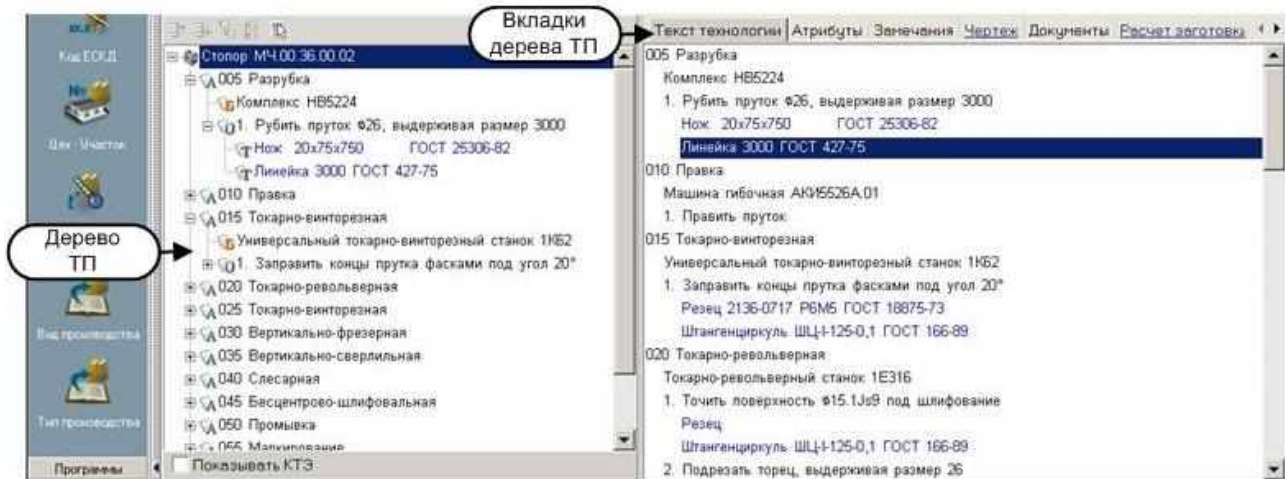 Код ЕСКД
Цех - Участок
Вид производства
Тип производства
Программы
Дерево
ТП
Вкладки
дерева ТП
Стопор МЧ.00.36.00.02
005 Разрубка
Комплекс НВ5224
1. Рубить пруток ф26, выдерживая размер 3000
Нож 20х75х750 ГОСТ 25306-82
Линейка 3000 ГОСТ 427-75
010 Правка
015 Токарно-винторезная
Универсальный токарно-винторезный станок 1К62
1. Заправить концы прутка фасками под угол 20°
020 Токарно-револьверная
025 Токарно-винторезная
030 Вертикально-фрезерная
035 Вертикально-сверлильная
040 Слесарная
045 Бесцентрово-шлифовальная
050 Промывка
055 Маркирование
Показывать КТЭ
Текст технологии Атрибуты Замечания Чертеж Документы Расчет заготовки
005 Разрубка
Комплекс НВ5224
1. Рубить пруток ф26, выдерживая размер 3000
Нож 20х75х750 ГОСТ 25306-82
Линейка 3000 ГОСТ 427-75
010 Правка
Машина гибочная АКИ5526А.01
1. Править пруток
015 Токарно-винторезная
Универсальный токарно-винторезный станок 1К62
1. Заправить концы прутка фасками под угол 20°
Резец 2136-0717 Р6М5 ГОСТ 18875-73
Штангенциркуль ШЦ-I-125-0,1 ГОСТ 166-89
020 Токарно-револьверная
Токарно-револьверный станок 1Е316
1. Точить поверхность ф15.1Js9 под шлифование
Резец
Штангенциркуль ШЦ-I-125-0,1 ГОСТ 166-89
2. Подрезать торец, выдерживая размер 26